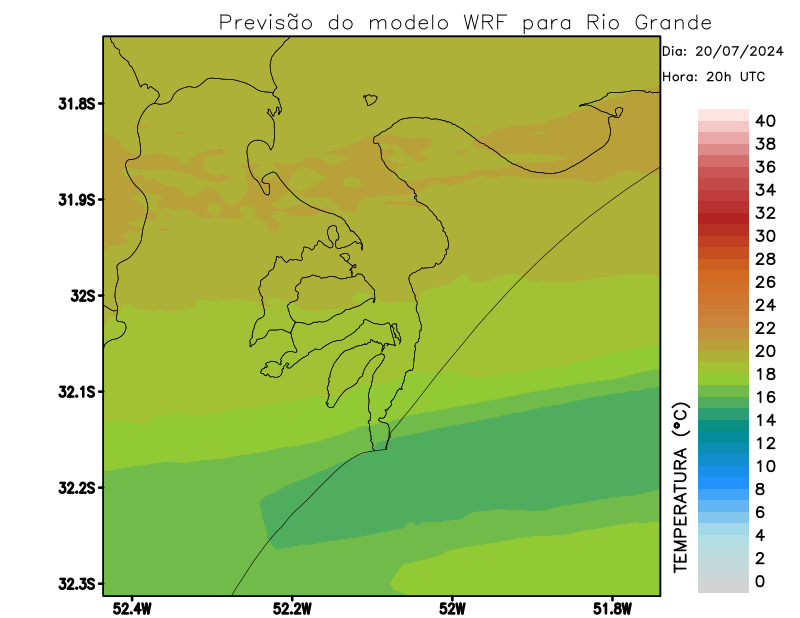 Previsão do modelo WRF para Rio Grande
Dia: 20/07/2024
Hora: 20h UTC
31.8S
31.9S
32S
32.1S
32.2S
32.3S
52.4W
52.2W
52W
51.8W
TEMPERATURA (°C)
40
38
36
34
32
30
28
26
24
22
20
18
16
14
12
10
8
6
4
2
0